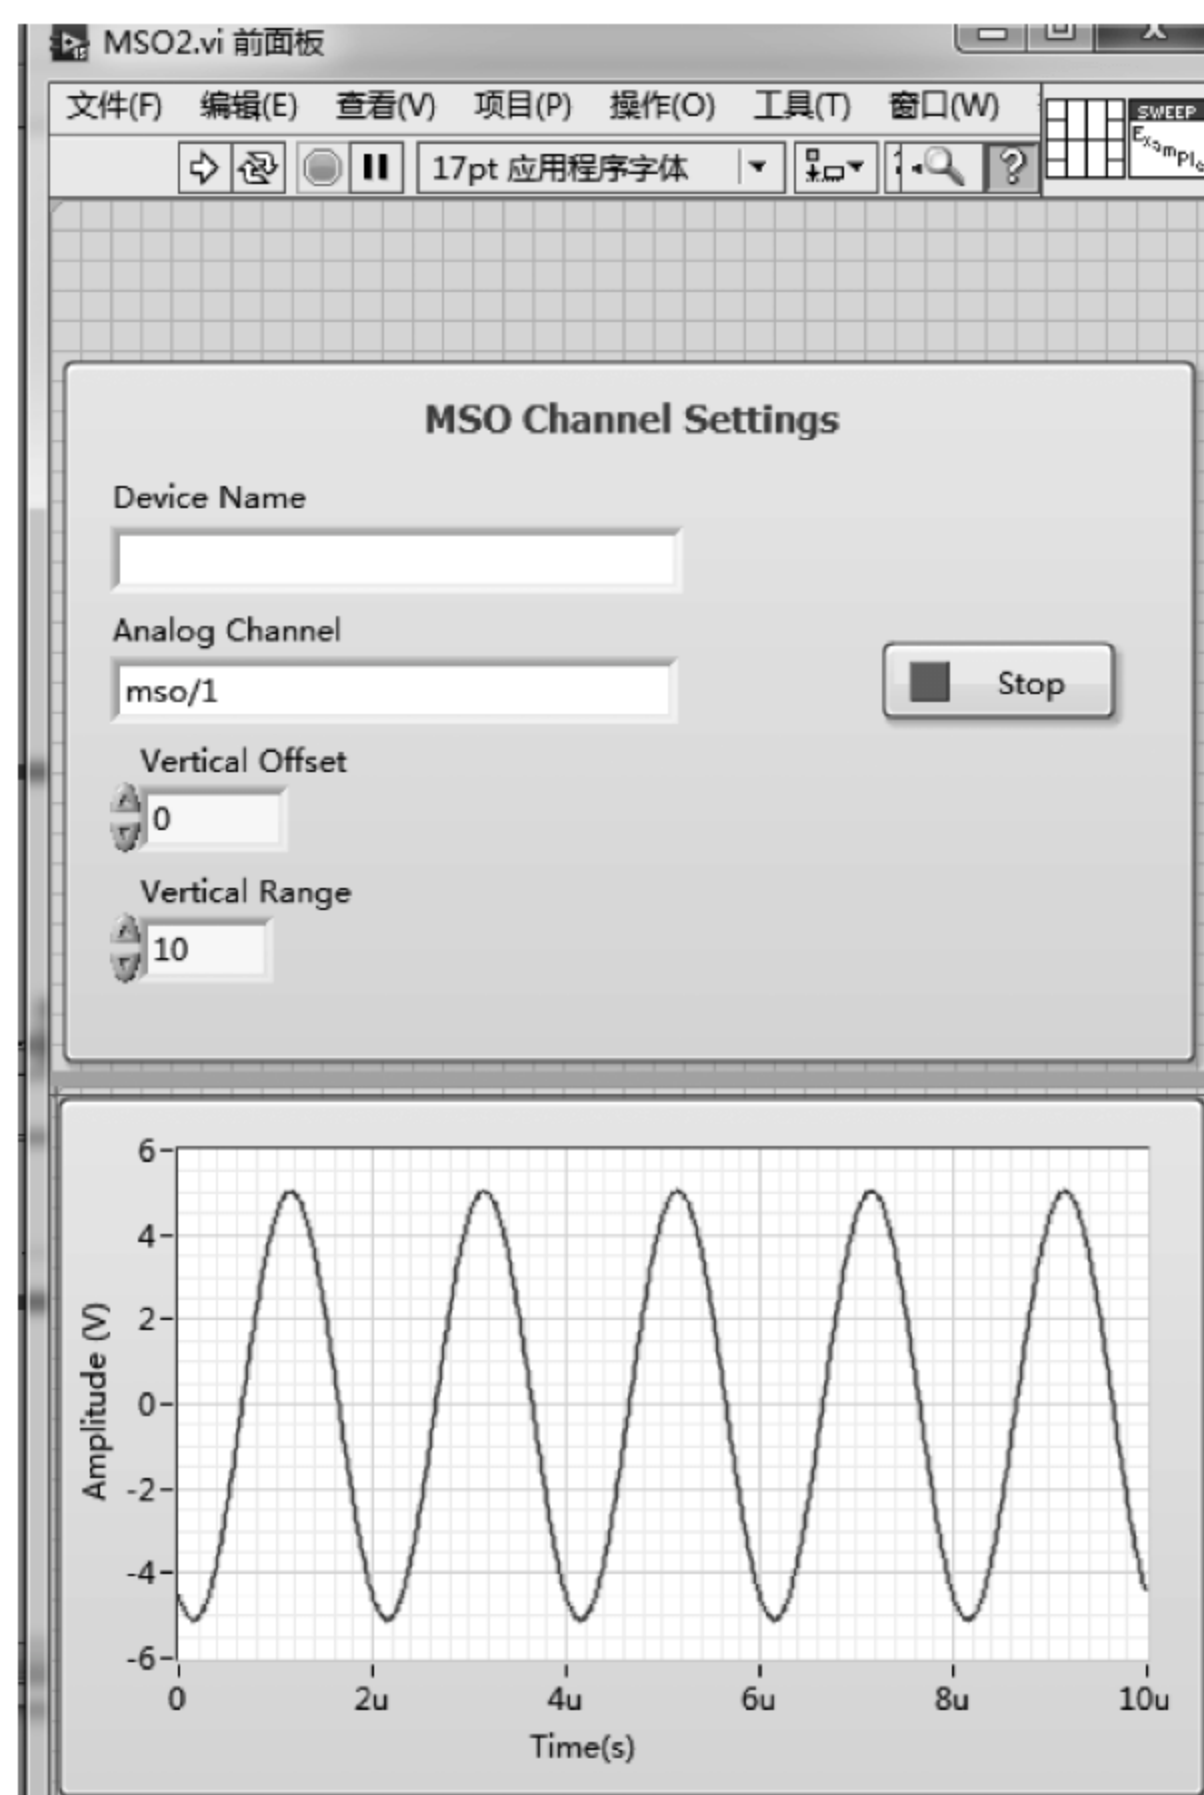 MSO2.vi 前面板
文件(F) 编辑(E) 查看(V) 项目(P) 操作(O) 工具(T) 窗口(W)
SWEEP
Example
17pt 应用程序字体
MSO Channel Settings
Device Name
Analog Channel
mso/1
Stop
Vertical Offset
0
Vertical Range
10
6
4
2
0
-2
-4
-6
Amplitude (V)
0 2u 4u 6u 8u 10u
Time(s)